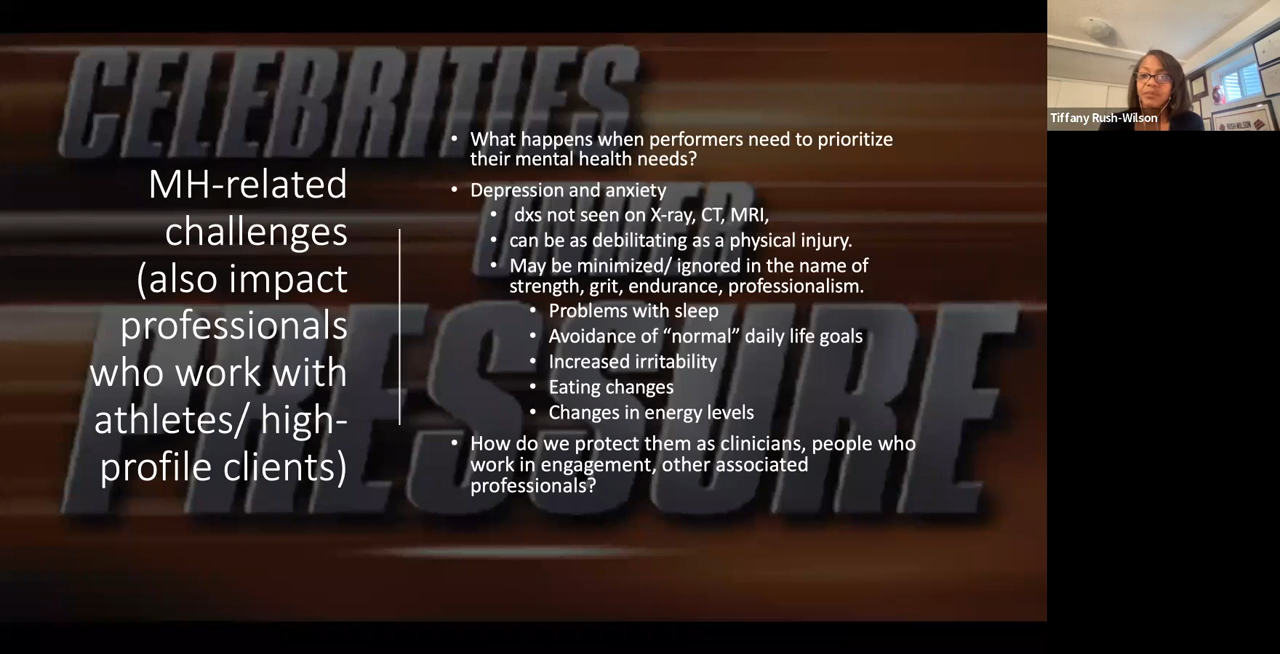 CELEBRITIES
UNDER
PRESSURE
MH-related
challenges
(also impact
professionals
who work with
athletes/ high-
profile clients)
• What happens when performers need to prioritize
their mental health needs?
• Depression and anxiety
• dxs not seen on X-ray, CT, MRI,
• can be as debilitating as a physical injury.
• May be minimized/ ignored in the name of
strength, grit, endurance, professionalism.
• Problems with sleep
• Avoidance of “normal” daily life goals
• Increased irritability
• Eating changes
• Changes in energy levels
• How do we protect them as clinicians, people who
work in engagement, other associated
professionals?
Tiffany Rush-Wilson
RUSH WILSON